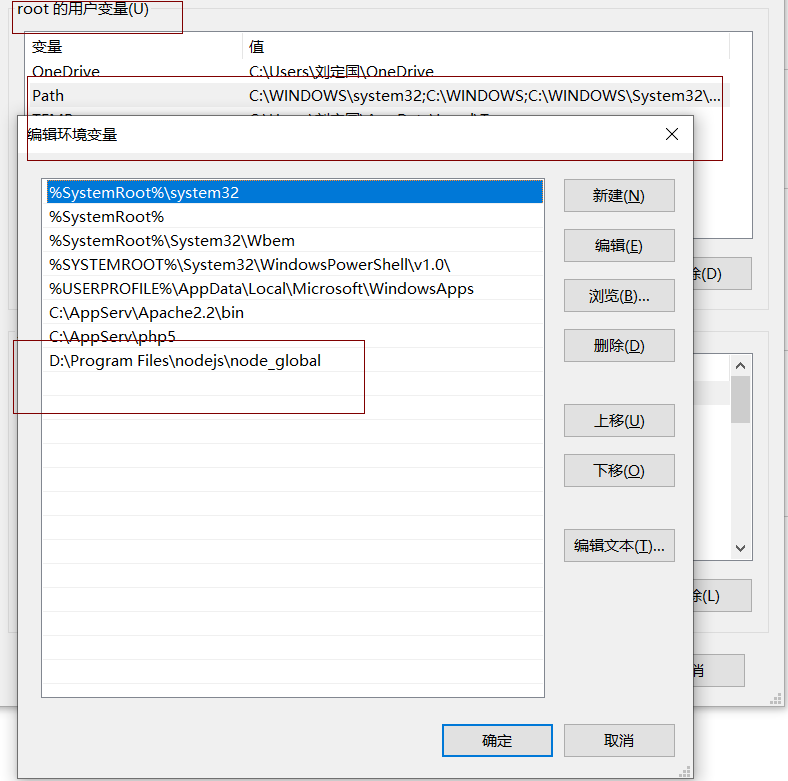 root 的用户变量(U)
变量 值
OneDrive C:\Users\刘定国\OneDrive
Path C:\WINDOWS\system32;C:\WINDOWS;C:\WINDOWS\System32\...
编辑环境变量
%SystemRoot%\system32
%SystemRoot%
%SystemRoot%\System32\Wbem
%SYSTEMROOT%\System32\WindowsPowerShell\v1.0\
%USERPROFILE%\AppData\Local\Microsoft\WindowsApps
C:\AppServ\Apache2.2\bin
C:\AppServ\php5
D:\Program Files\nodejs\node_global
新建(N)
编辑(E)
浏览(B)...
删除(D)
上移(U)
下移(O)
编辑文本(T)...
除(D)
除(L)
消
确定
取消